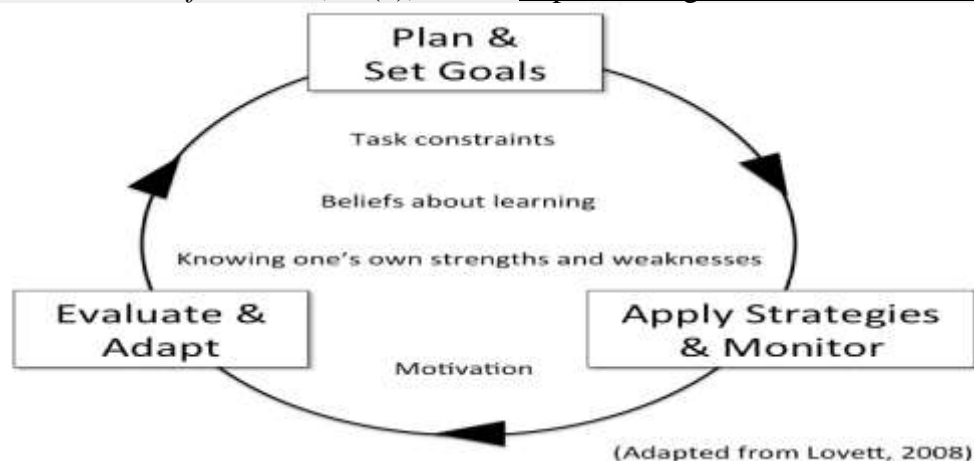 Plan &
Set Goals
Task constraints
Beliefs about learning
Knowing one's own strengths and weaknesses
Evaluate &
Adapt
Apply Strategies
& Monitor
Motivation
(Adapted from Lovett, 2008)